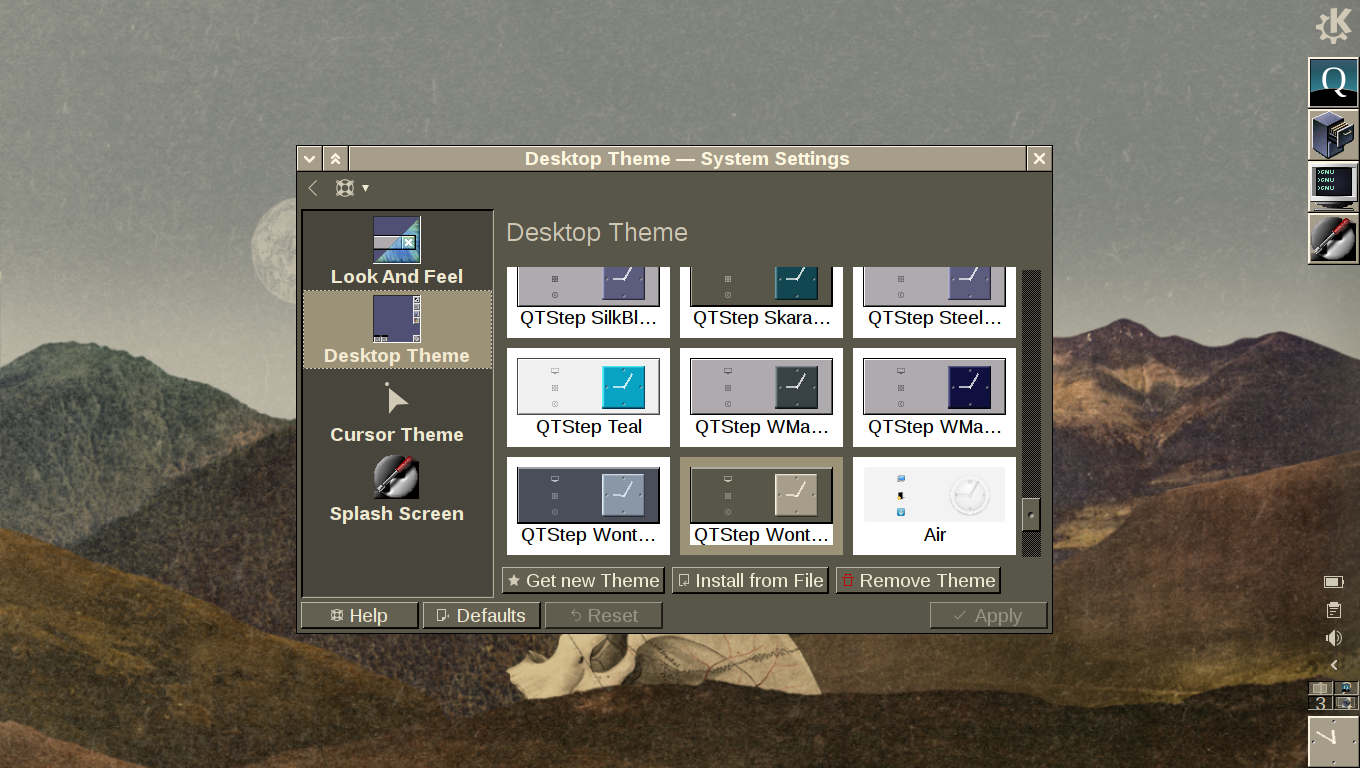 Desktop Theme — System Settings
Q
>GNU
>GNU
>GNU
Look And Feel
Desktop Theme
Cursor Theme
Splash Screen
Desktop Theme
QTStep SilkBl...
QTStep Skara...
QTStep Steel...
QTStep Teal
QTStep WMa...
QTStep WMa...
QTStep Wont...
QTStep Wont...
Air
Get new Theme
Install from File
Remove Theme
Help
Defaults
Reset
Apply
3